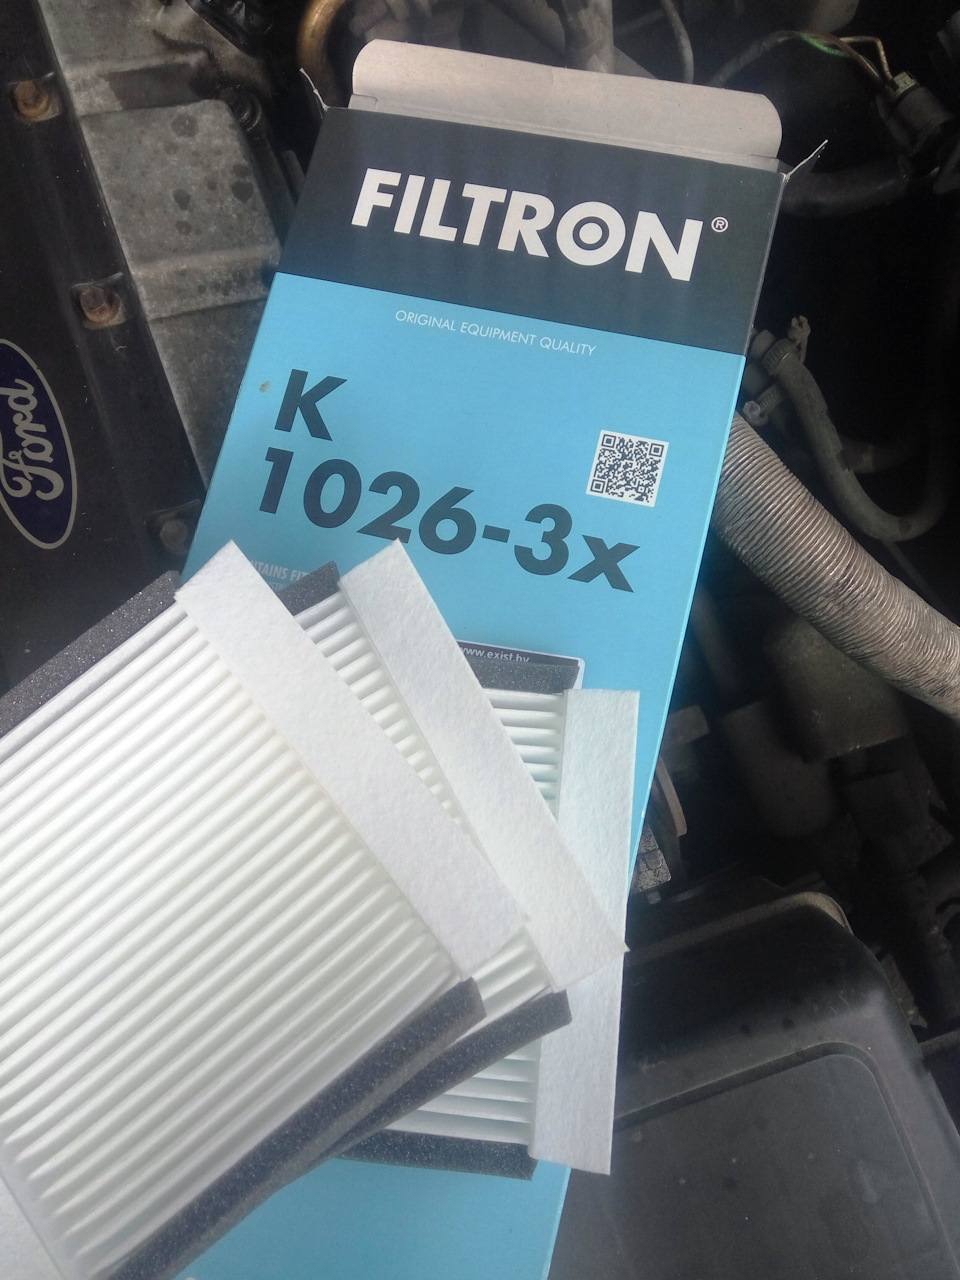 FILTRON®
ORIGINAL EQUIPMENT QUALITY
K
1026-3x
Ford
www.exist.by